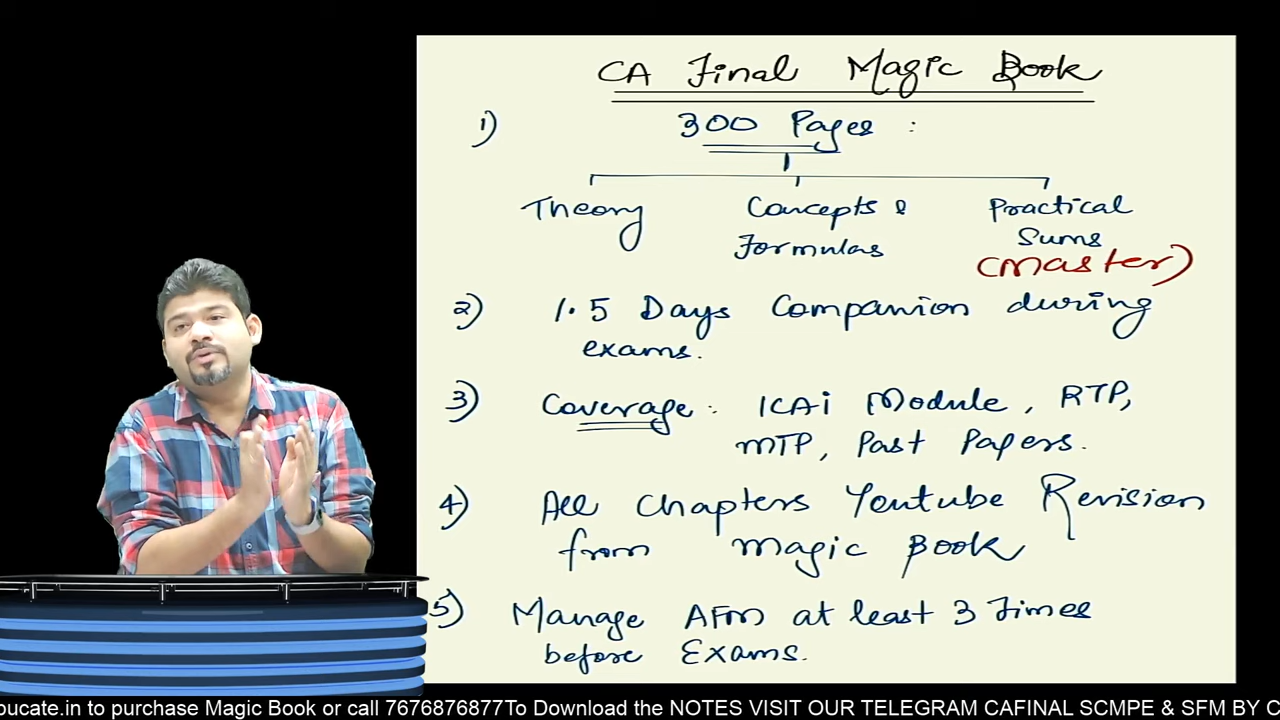 CA Final Magic Book
1) 300 Pages :
Theory Concepts & Practical
Formulas Sums
(Master)
2) 1.5 Days Companion during
exams.
3) Coverage : ICAi Module, RTP,
MTP, Past Papers.
4) All Chapters Youtube Revision
from Magic Book
5) Manage AFM at least 3 Times
before Exams.
oucate.in to purchase Magic Book or call 7676876877To Download the NOTES VISIT OUR TELEGRAM CAFINAL SCMPE & SFM BY C